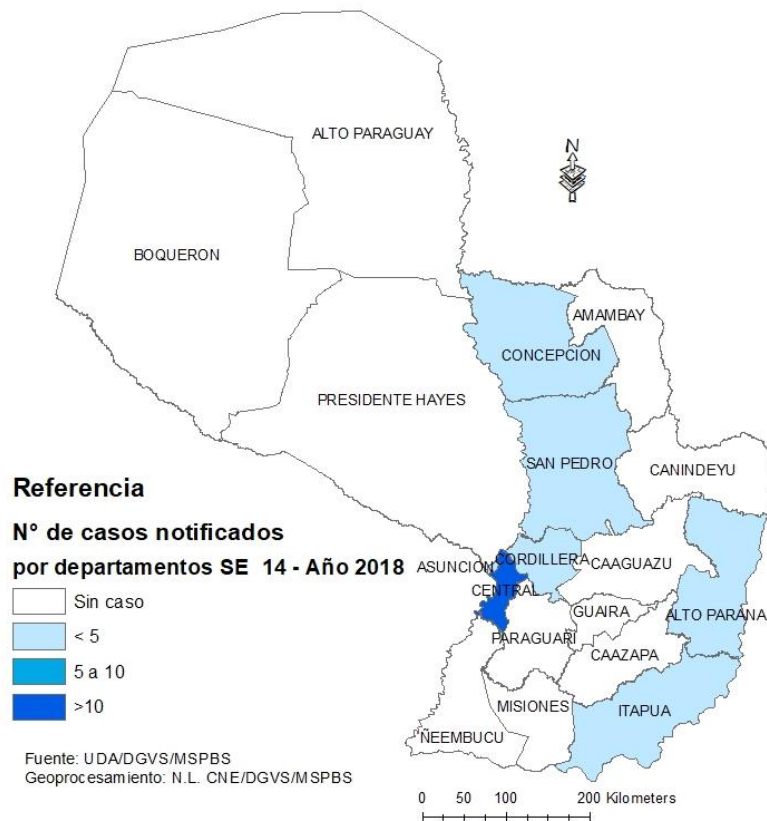 ALTO PARAGUAY
N
BOQUERON
AMAMBAY
CONCEPCION
PRESIDENTE HAYES
SAN PEDRO
CANINDEYU
ASUNCION
CORDILLERA
CAAGUAZU
CENTRAL
GUAIRA
ALTO PARANA
PARAGUARI
CAAZAPA
MISIONES
ITAPUA
ÑEEMBUCU
Referencia
N° de casos notificados
por departamentos SE 14 - Año 2018
Sin caso
< 5
5 a 10
>10
Fuente: UDA/DGVS/MSPBS
Geoprocesamiento: N.L. CNE/DGVS/MSPBS
0 50 100 200 Kilometers